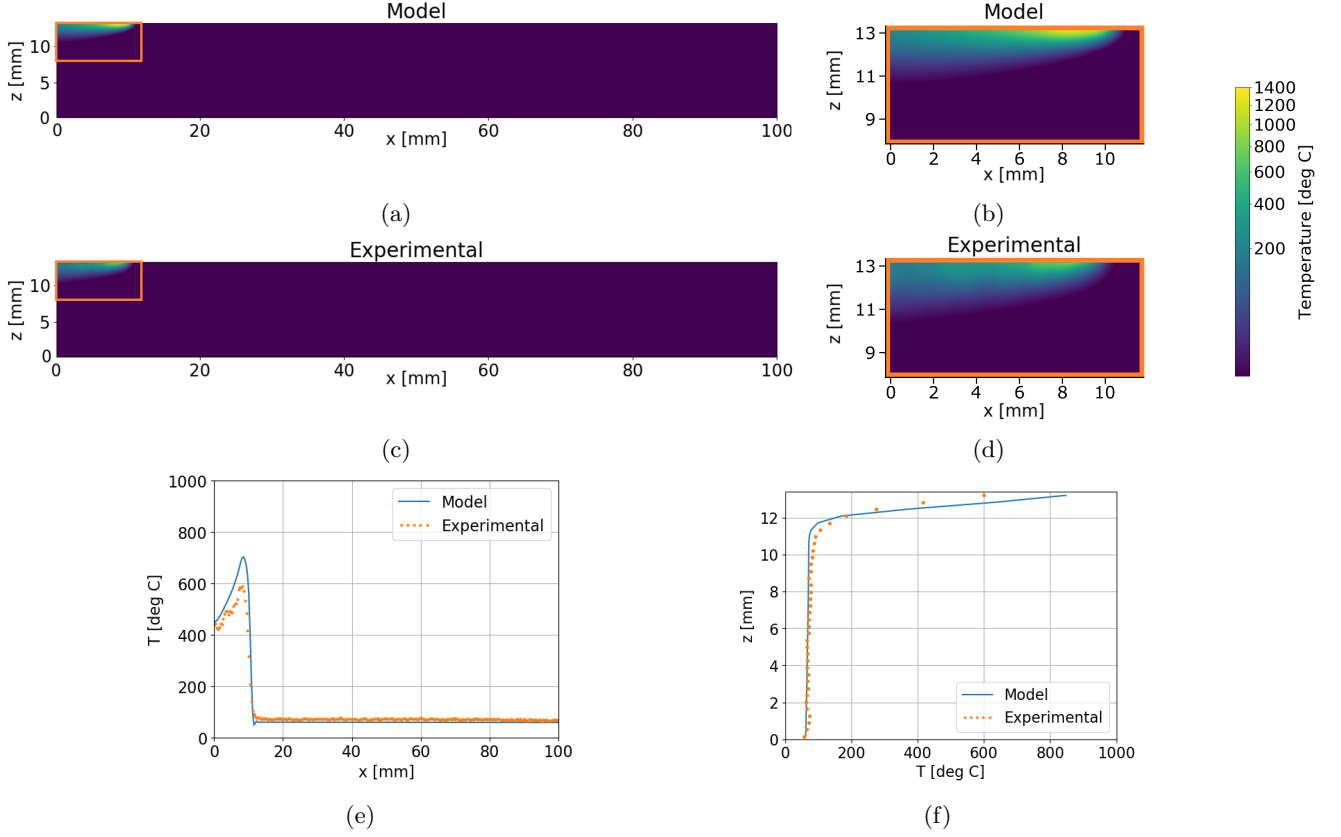 Model
z [mm]
10
5
0
0 20 40 60 80 100
x [mm]
(a)
Model
z [mm]
13
11
9
0 2 4 6 8 10
x [mm]
(b)
1400
1200
1000
800
600
400
200
Temperature [deg C]
Experimental
z [mm]
10
5
0
0 20 40 60 80 100
x [mm]
(c)
Experimental
z [mm]
13
11
9
0 2 4 6 8 10
x [mm]
(d)
T [deg C]
1000
800
600
400
200
0
Model
Experimental
0 20 40 60 80 100
x [mm]
(e)
z [mm]
12
10
8
6
4
2
0
Model
Experimental
0 200 400 600 800 1000
T [deg C]
(f)